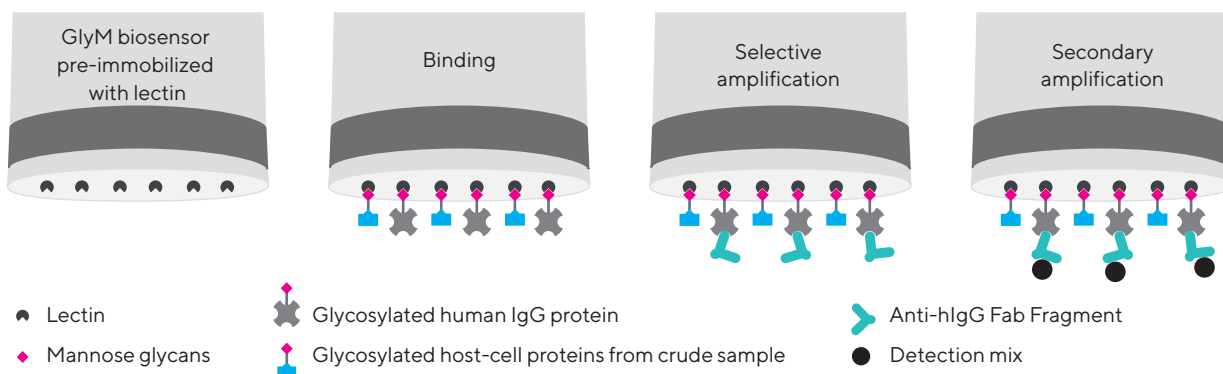 GlyM biosensor
pre-immobilized
with lectin
Binding
Selective
amplification
Secondary
amplification
Lectin
Glycosylated human IgG protein
Anti-hIgG Fab Fragment
Mannose glycans
Glycosylated host-cell proteins from crude sample
Detection mix